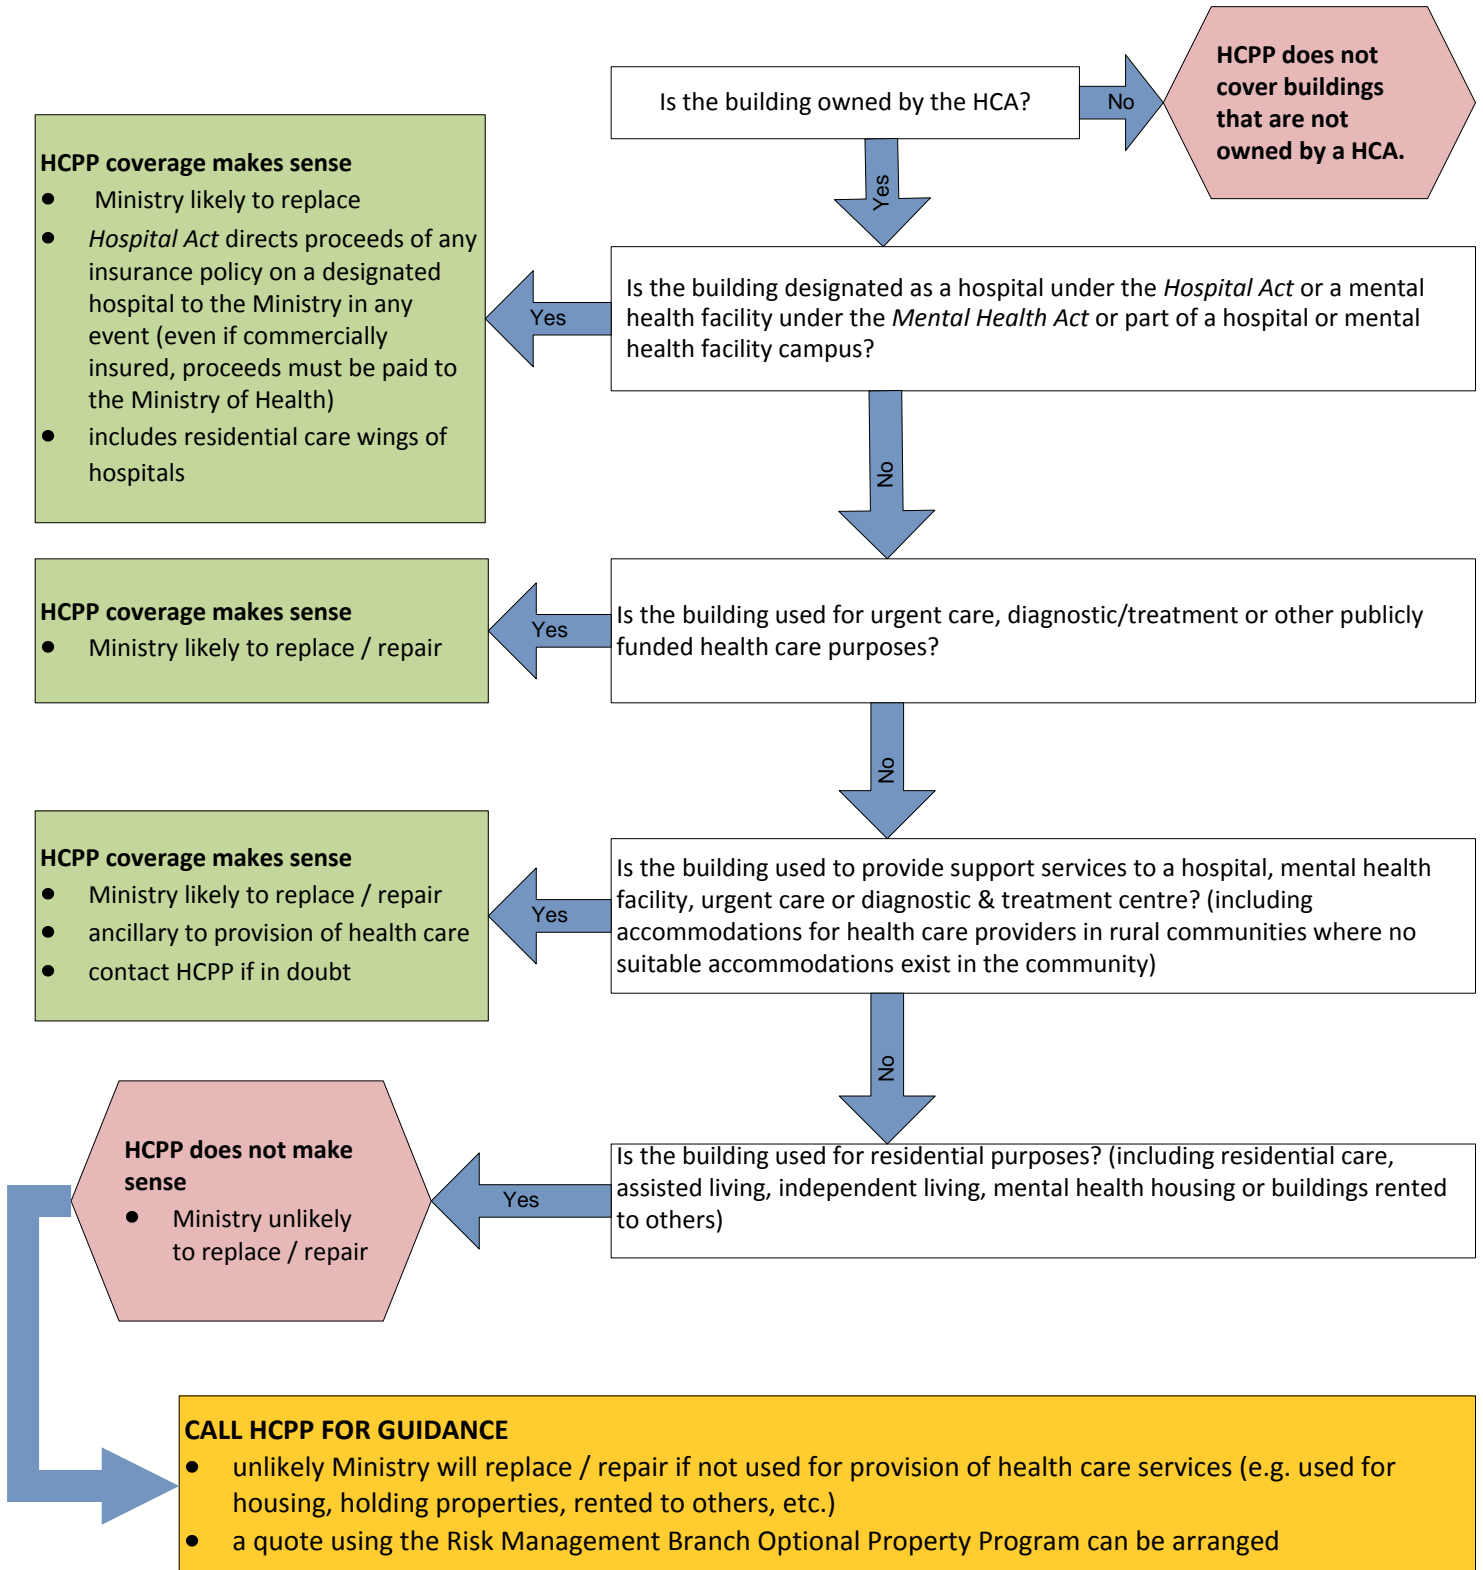 Is the building owned by the HCA?
No
HCPP does not
cover buildings
that are not
owned by a HCA.
Yes
HCPP coverage makes sense
● Ministry likely to replace
● Hospital Act directs proceeds of any
insurance policy on a designated
hospital to the Ministry in any
event (even if commercially
insured, proceeds must be paid to
the Ministry of Health)
● includes residential care wings of
hospitals
Yes
Is the building designated as a hospital under the Hospital Act or a mental
health facility under the Mental Health Act or part of a hospital or mental
health facility campus?
No
HCPP coverage makes sense
● Ministry likely to replace / repair
Yes
Is the building used for urgent care, diagnostic/treatment or other publicly
funded health care purposes?
No
HCPP coverage makes sense
● Ministry likely to replace / repair
● ancillary to provision of health care
● contact HCPP if in doubt
Yes
Is the building used to provide support services to a hospital, mental health
facility, urgent care or diagnostic & treatment centre? (including
accommodations for health care providers in rural communities where no
suitable accommodations exist in the community)
No
HCPP does not make
sense
● Ministry unlikely
to replace / repair
Yes
Is the building used for residential purposes? (including residential care,
assisted living, independent living, mental health housing or buildings rented
to others)
CALL HCPP FOR GUIDANCE
● unlikely Ministry will replace / repair if not used for provision of health care services (e.g. used for
housing, holding properties, rented to others, etc.)
● a quote using the Risk Management Branch Optional Property Program can be arranged